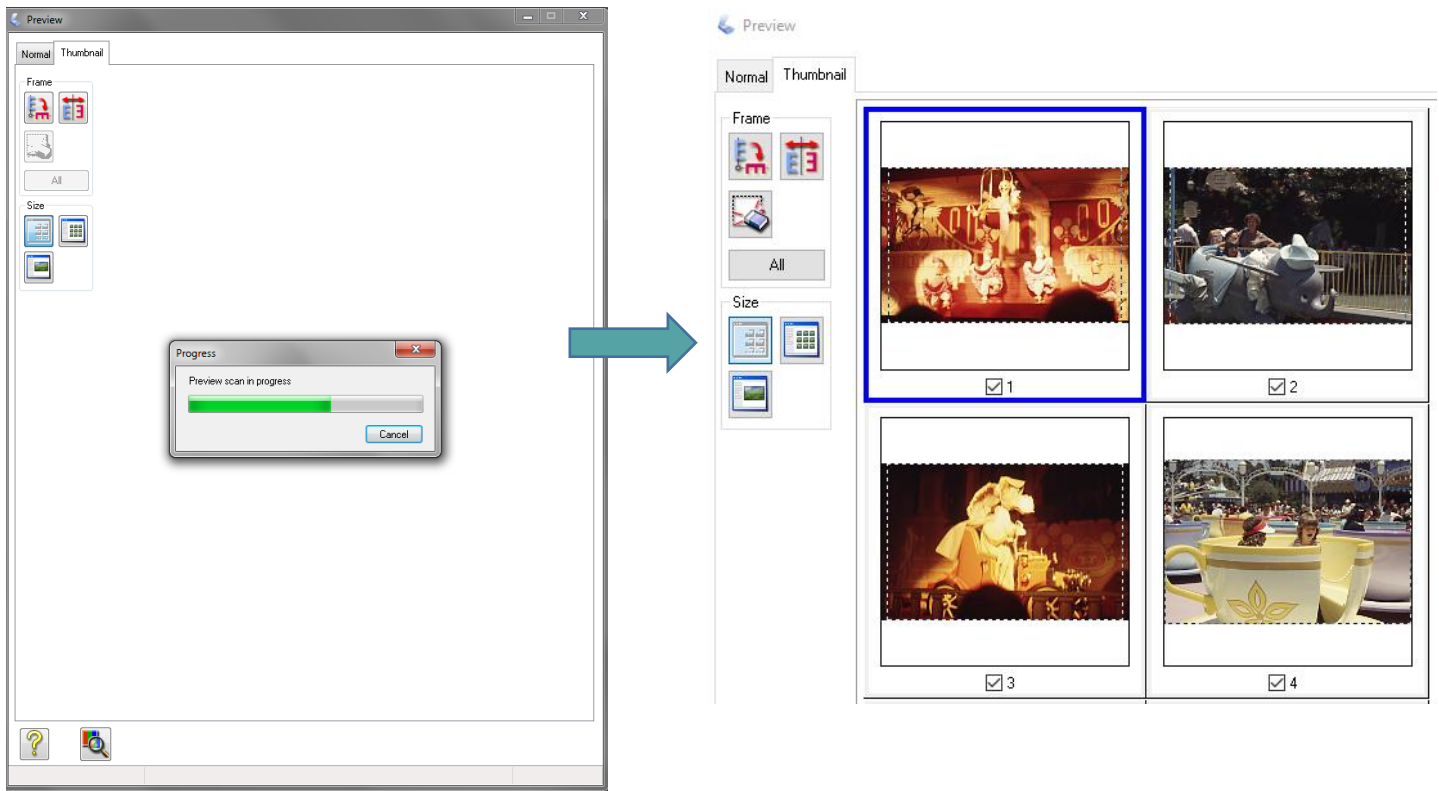 Preview
Normal
Thumbnail
Frame
All
Size
Progress
Preview scan in progress
Cancel
Preview
Normal
Thumbnail
Frame
All
Size
1
2
3
4